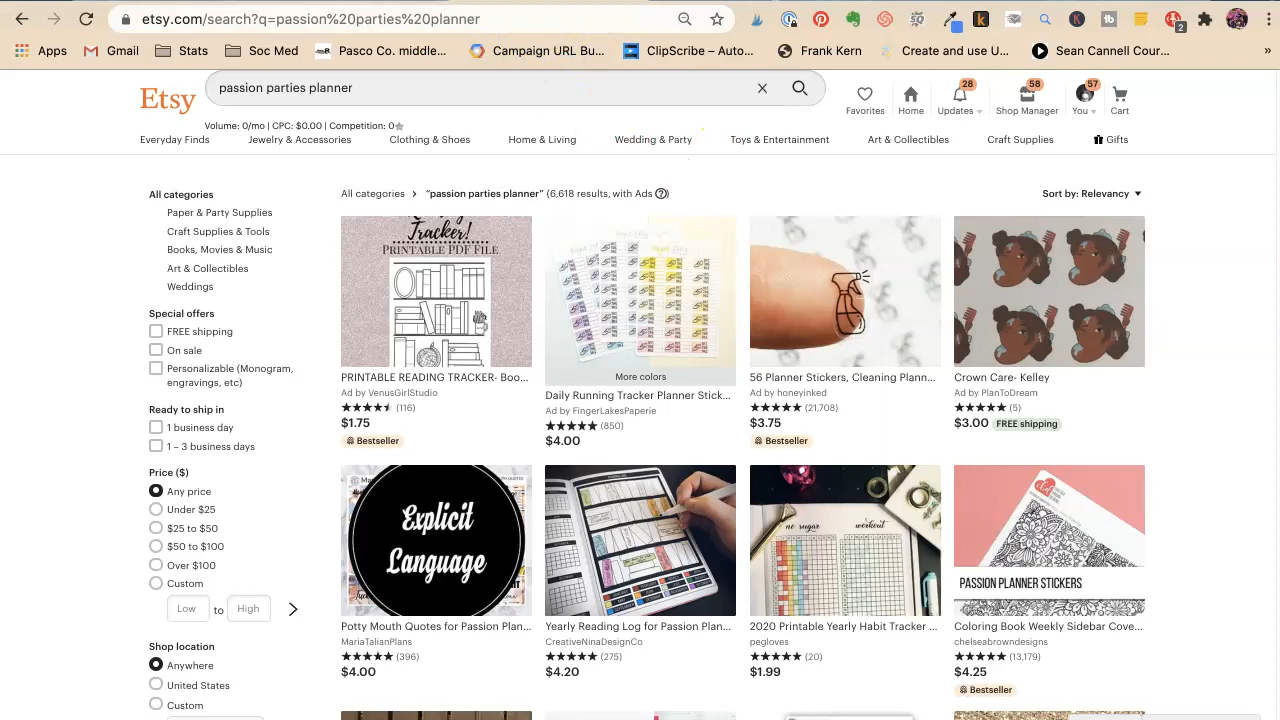 etsy.com/search?q=passion%20parties%20planner
2
Apps
Gmail
Stats
Soc Med
Pasco Co. middle...
Campaign URL Bu...
ClipScribe – Auto...
Frank Kern
Create and use U...
Sean Cannell Cour...
»
Etsy
passion parties planner
Volume: 0/mo | CPC: $0.00 | Competition: 0
Favorites
Home
28
Updates
58
Shop Manager
57
You
Cart
Everyday Finds
Jewelry & Accessories
Clothing & Shoes
Home & Living
Wedding & Party
Toys & Entertainment
Art & Collectibles
Craft Supplies
Gifts
All categories
Paper & Party Supplies
Craft Supplies & Tools
Books, Movies & Music
Art & Collectibles
Weddings
Special offers
FREE shipping
On sale
Personalizable (Monogram,
engravings, etc)
Ready to ship in
1 business day
1 – 3 business days
Price ($)
Any price
Under $25
$25 to $50
$50 to $100
Over $100
Custom
Low to High
Shop location
Anywhere
United States
Custom
All categories > “passion parties planner” (6,618 results, with Ads ?)
Sort by: Relevancy
Tracker!
PRINTABLE PDF FILE
PRINTABLE READING TRACKER- Boo...
Ad by VenusGirlStudio
(116)
$1.75
Bestseller
More colors
Daily Running Tracker Planner Stick...
Ad by FingerLakesPaperie
(850)
$4.00
56 Planner Stickers, Cleaning Plann...
Ad by honeyinked
(21,708)
$3.75
Bestseller
Crown Care- Kelley
Ad by PlanToDream
(5)
$3.00 FREE shipping
Explicit
Language
Potty Mouth Quotes for Passion Plan...
MariaTalianPlans
(396)
$4.00
Yearly Reading Log for Passion Plan...
CreativeNinaDesignCo
(275)
$4.20
no sugar
workout
2020 Printable Yearly Habit Tracker ...
pegloves
(20)
$1.99
PASSION PLANNER STICKERS
Coloring Book Weekly Sidebar Cove...
chelseabrowndesigns
(13,179)
$4.25
Bestseller